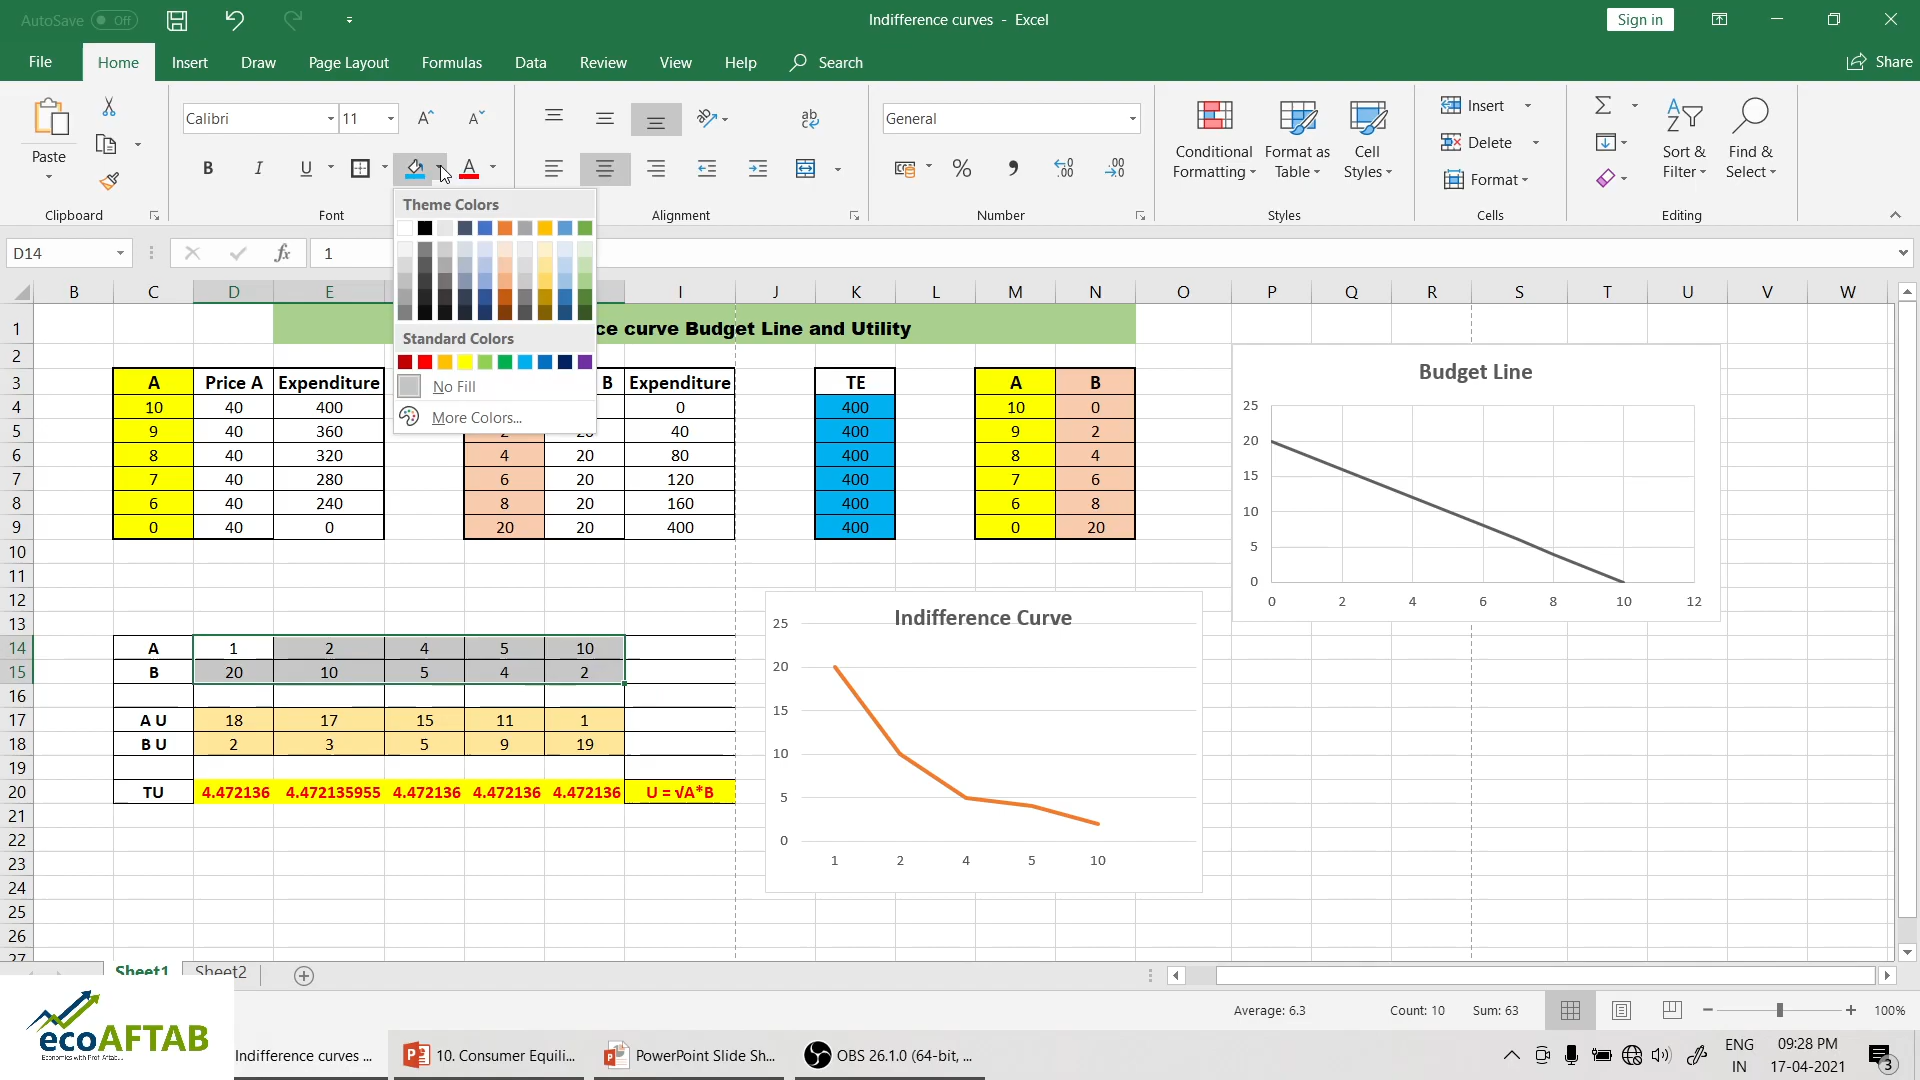 AutoSave Off
Indifference curves - Excel
Sign in
File Home Insert Draw Page Layout Formulas Data Review View Help Search
Share
Paste
Clipboard
Calibri 11
B I U A
Font
Alignment
ab
General
% , .00
Number
Conditional Formatting
Format as Table
Cell Styles
Styles
Insert
Delete
Format
Cells
Sort & Filter
Find & Select
Editing
D14 fx 1
Theme Colors
Standard Colors
No Fill
More Colors...
B C D E I J K L M N O P Q R S T U V W
1 ce curve Budget Line and Utility
2
3 A Price A Expenditure B Expenditure TE A B
4 10 40 400 0 400 10 0
5 9 40 360 40 400 9 2
6 8 40 320 4 20 80 400 8 4
7 7 40 280 6 20 120 400 7 6
8 6 40 240 8 20 160 400 6 8
9 0 40 0 20 20 400 400 0 20
10
11
12
13
14 A 1 2 4 5 10
15 B 20 10 5 4 2
16
17 A U 18 17 15 11 1
18 B U 2 3 5 9 19
19
20 TU 4.472136 4.472135955 4.472136 4.472136 4.472136 U = √A*B
21
22
23
24
25
26
27
Budget Line
25
20
15
10
5
0
0 2 4 6 8 10 12
Indifference Curve
25
20
15
10
5
0
1 2 4 5 10
Sheet1 Sheet2
Average: 6.3 Count: 10 Sum: 63 100%
ecoAFTAB
Economics with Prof. Aftab...
Indifference curves ...
10. Consumer Equili...
PowerPoint Slide Sh...
OBS 26.1.0 (64-bit, ...
ENG
IN
09:28 PM
17-04-2021
3